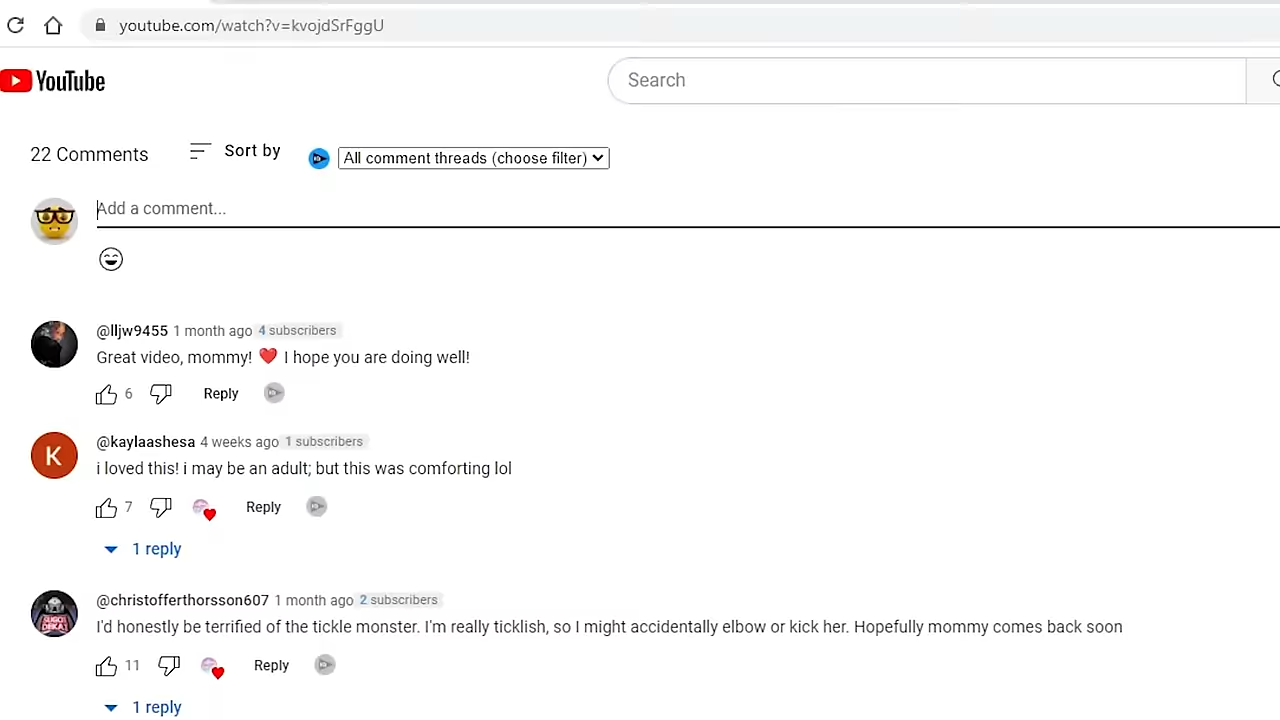 youtube.com/watch?v=kvojdSrFggU
YouTube
Search
22 Comments
Sort by
All comment threads (choose filter)
Add a comment...
@lljw9455 1 month ago 4 subscribers
Great video, mommy! ❤️ I hope you are doing well!
6 Reply
@kaylaashesa 4 weeks ago 1 subscribers
i loved this! i may be an adult; but this was comforting lol
7 Reply
1 reply
@christofferthorsson607 1 month ago 2 subscribers
I'd honestly be terrified of the tickle monster. I'm really ticklish, so I might accidentally elbow or kick her. Hopefully mommy comes back soon
11 Reply
1 reply